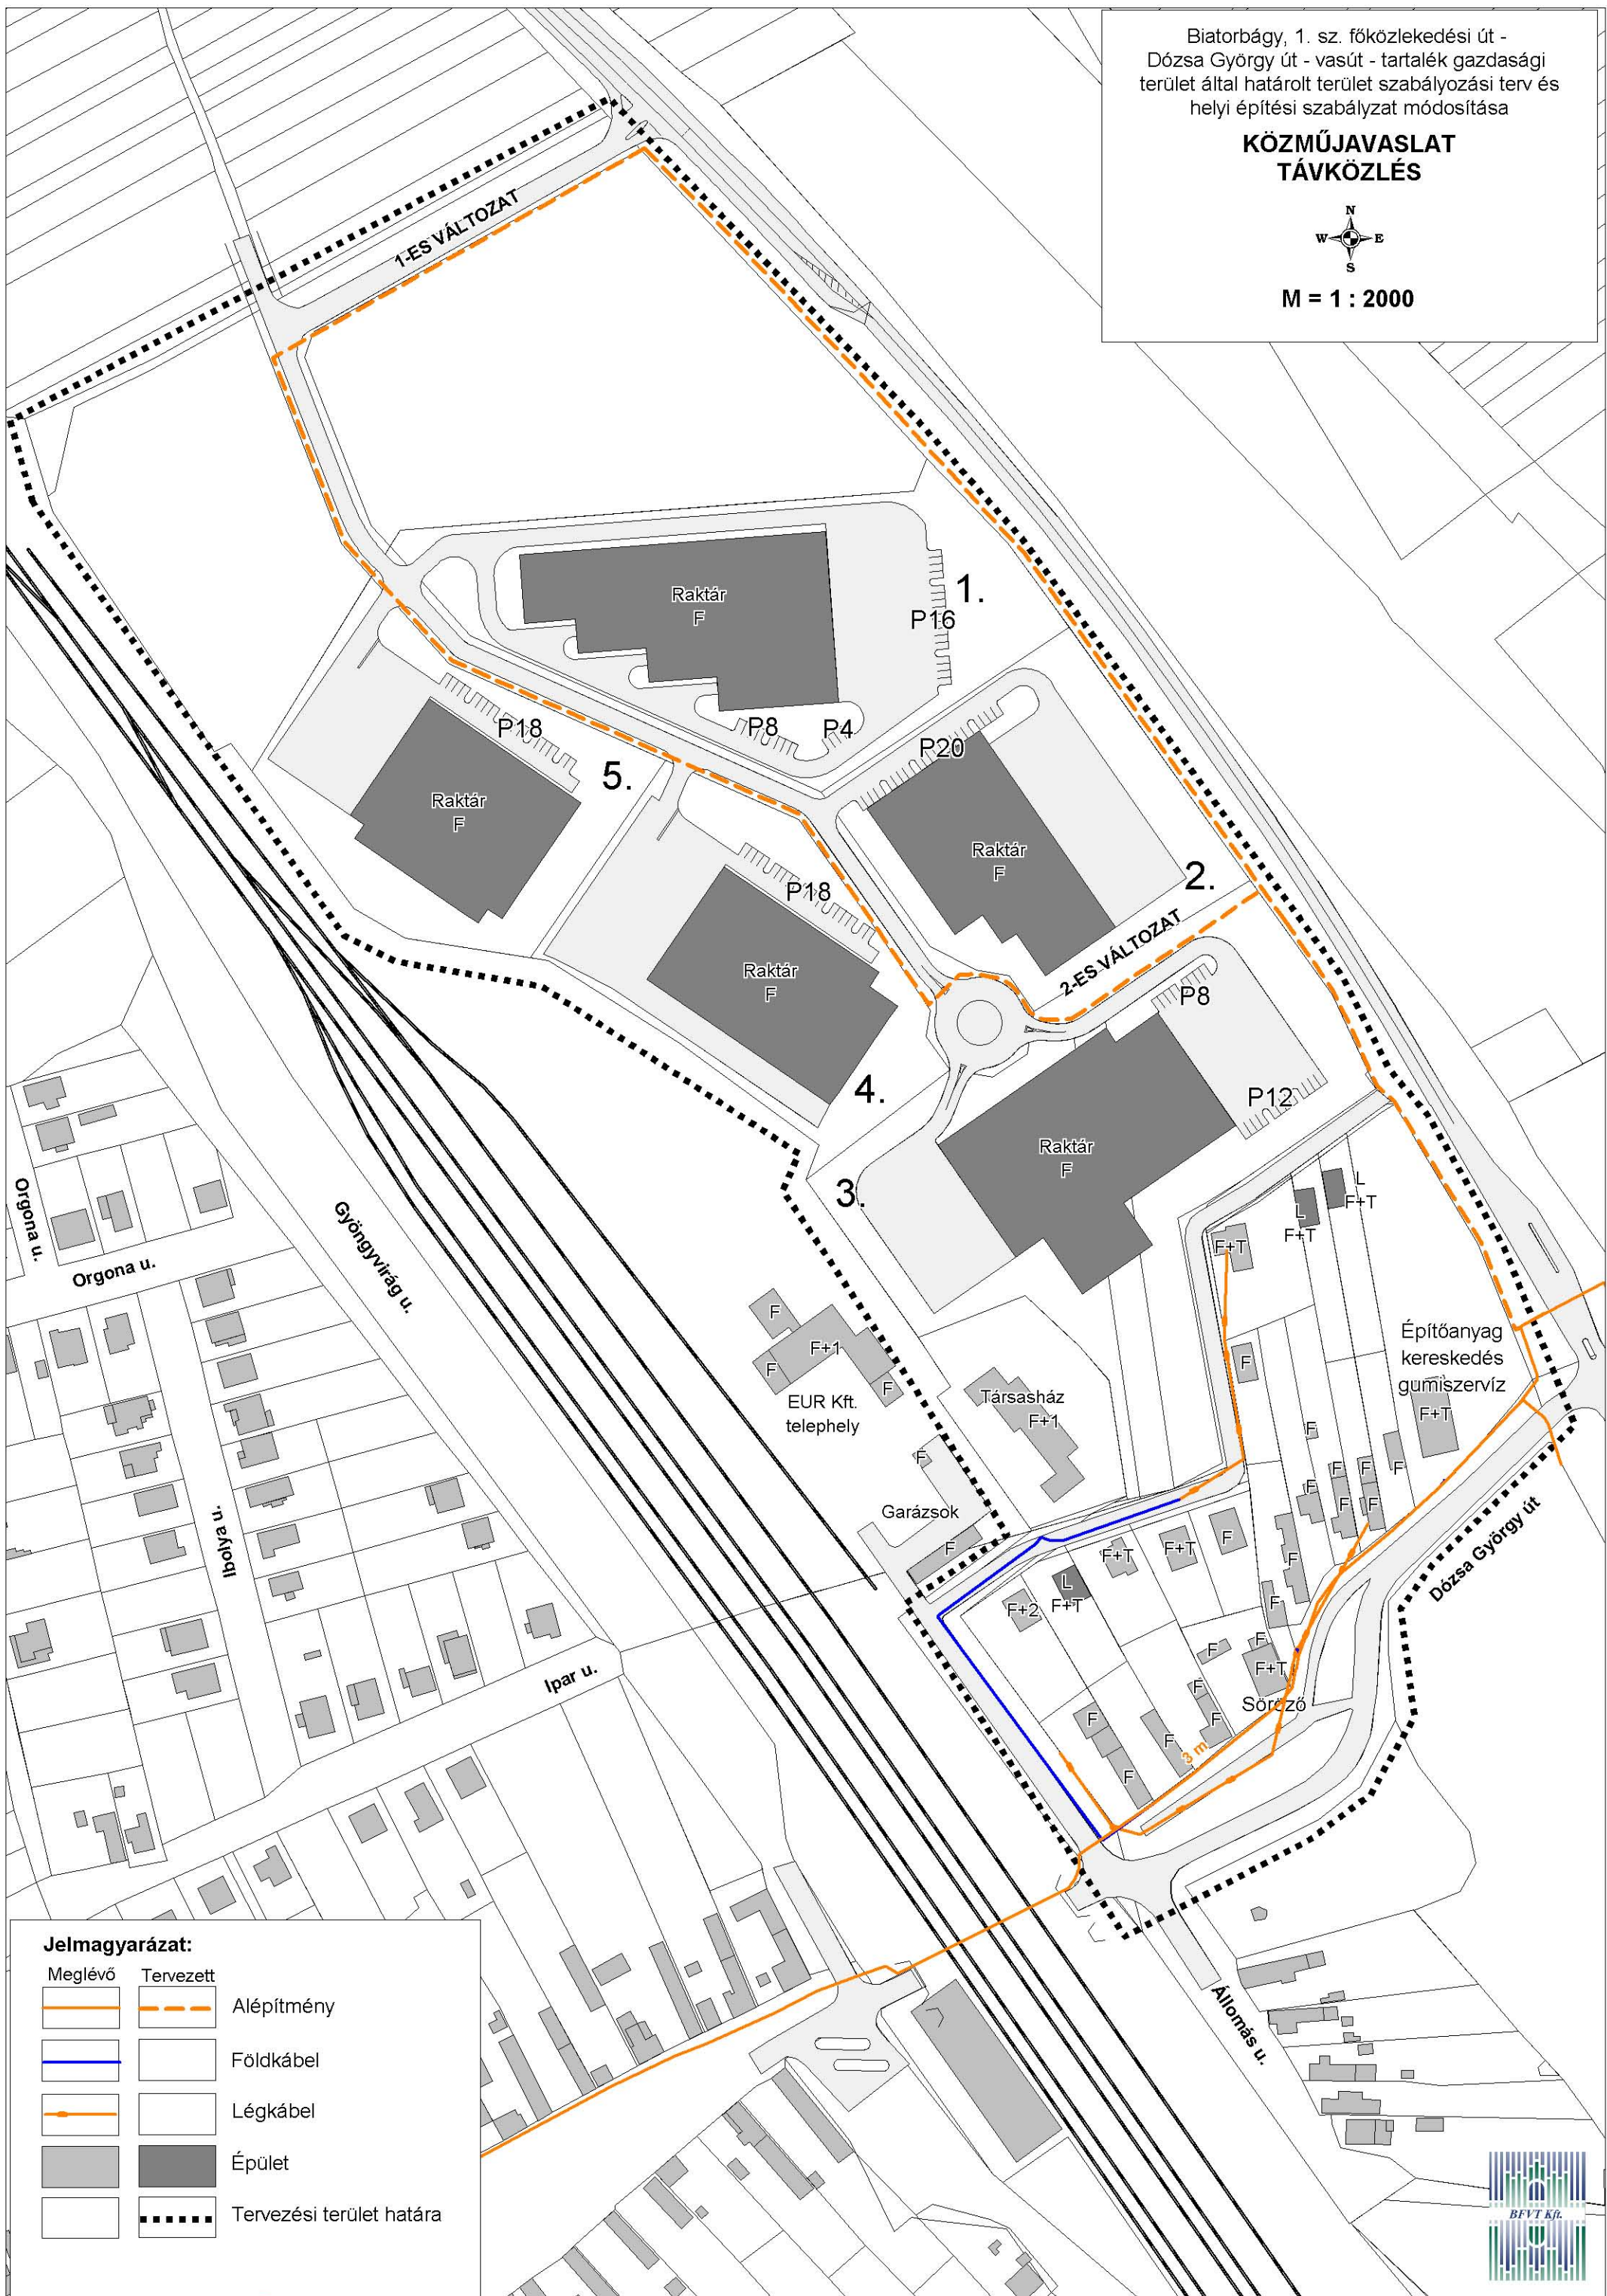 Biatorbágy, 1. sz. főközlekedési út -
Dózsa György út - vasút - tartalék gazdasági
terület által határolt terület szabályozási terv és
helyi építési szabályzat módosítása
KÖZMŰJAVASLAT
TÁVKÖZLÉS
N
W E
S
M = 1 : 2000
1-ES VÁLTOZAT
Raktár
F
1.
P16
P18
P8
P4
P20
5.
Raktár
F
Raktár
F
2.
P18
2-ES VÁLTOZAT
Raktár
F
P8
4.
P12
Raktár
F
3.
L
F+T
L
F+T
F+T
Orgona u.
Orgona u.
Gyöngyvirág u.
F
F+1
F
F
EUR Kft.
telephely
Építőanyag
kereskedés
gumiszervíz
F+T
F
Társasház
F+1
F
F
F
F
F
F
F
F
Garázsok
F
Ibolya u.
Dózsa György út
F+T
F+T
F
F
L
F+T
F+2
F
F
F
F+T
Söröző
F
F
F
F
F
3 m
Ipar u.
Állomás u.
Jelmagyarázat:
Meglévő Tervezett
Alépítmény
Földkábel
Légkábel
Épület
Tervezési terület határa
BFVT Kft.